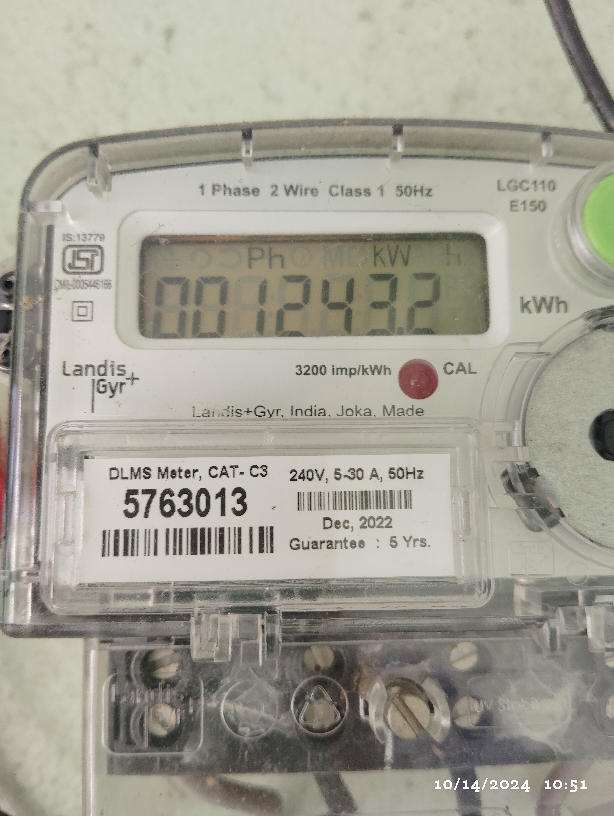 1 Phase 2 Wire Class 1 50Hz
LGC110
E150
IS:13779
Ph MD kW h
001243.2
kWh
Landis
Gyr+
3200 imp/kWh
CAL
Landis+Gyr, India, Joka, Made
DLMS Meter, CAT- C3
5763013
240V, 5-30 A, 50Hz
Dec, 2022
Guarantee : 5 Yrs.
Landis
10/14/2024 10:51